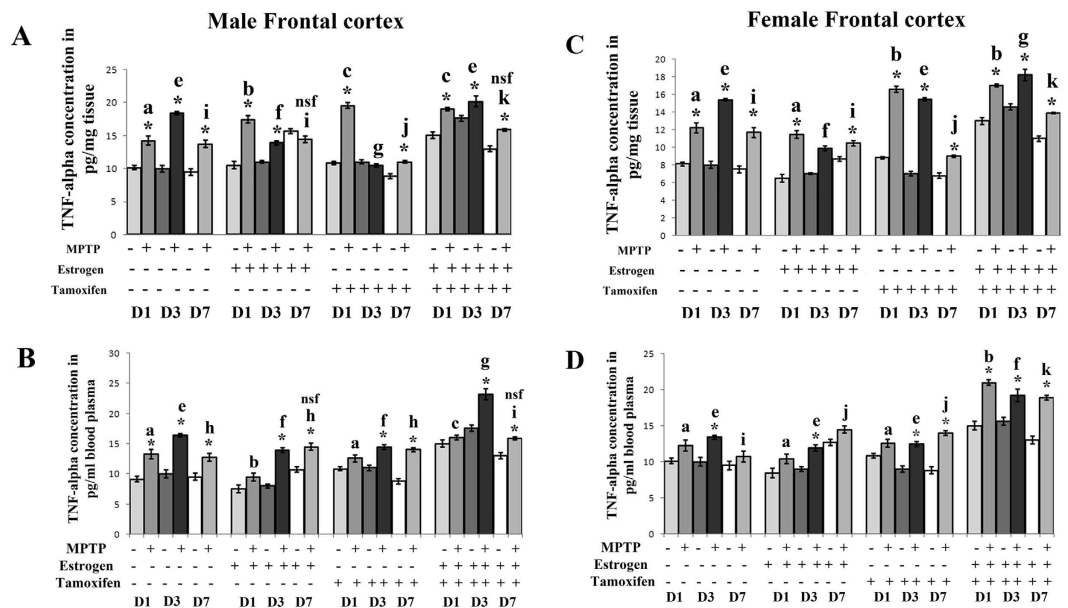 Male Frontal cortex
Female Frontal cortex
A
TNF-alpha concentration in
pg/mg tissue
25
20
15
10
5
0
a * e * i *
b * f * nsf i
c * g j *
c * e * nsf k *
MPTP - + - + - + - + - + - + - + - + - + - + - + - +
Estrogen - - - - - - + + + + + + - - - - - - + + + + + +
Tamoxifen - - - - - - - - - - - - + + + + + + + + + + + +
D1 D3 D7 D1 D3 D7 D1 D3 D7 D1 D3 D7
C
TNF-alpha concentration in
pg/mg tissue
20
18
16
14
12
10
8
6
4
2
0
a * e * i *
a * f i *
b * e * j *
b * g * k *
MPTP - + - + - + - + - + - + - + - + - + - + - + - +
Estrogen - - - - - - + + + + + + - - - - - - + + + + + +
Tamoxifen - - - - - - - - - - - - + + + + + + + + + + + +
D1 D3 D7 D1 D3 D7 D1 D3 D7 D1 D3 D7
B
TNF-alpha concentration in
pg/ml blood plasma
30
25
20
15
10
5
0
a * e * h *
b f * nsf h *
a f * h *
c g * nsf i *
MPTP - + - + - + - + - + - + - + - + - + - + - + - +
Estrogen - - - - - - + + + + + + - - - - - - + + + + + +
Tamoxifen - - - - - - - - - - - - + + + + + + + + + + + +
D1 D3 D7 D1 D3 D7 D1 D3 D7 D1 D3 D7
D
TNF-alpha concentration in
pg/ml blood plasma
25
20
15
10
5
0
a e * i
a e * j
a e * j *
b * f * k *
MPTP - + - + - + - + - + - + - + - + - + - + - + - +
Estrogen - - - - - - + + + + + + - - - - - - + + + + + +
Tamoxifen - - - - - - - - - - - - + + + + + + + + + + + +
D1 D3 D7 D1 D3 D7 D1 D3 D7 D1 D3 D7